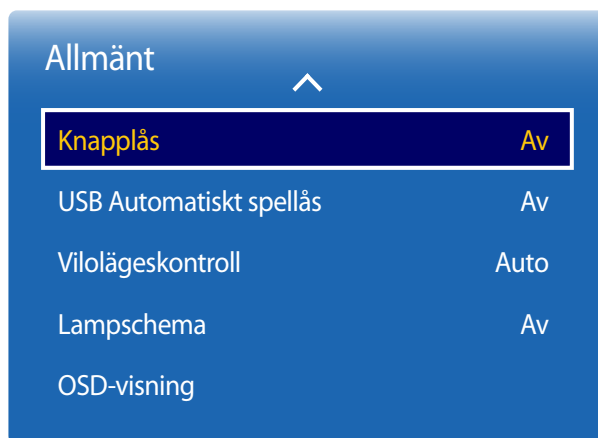 Allmänt
Knapplås Av
USB Automatiskt spellås Av
Vilolägeskontroll Auto
Lampschema Av
OSD-visning